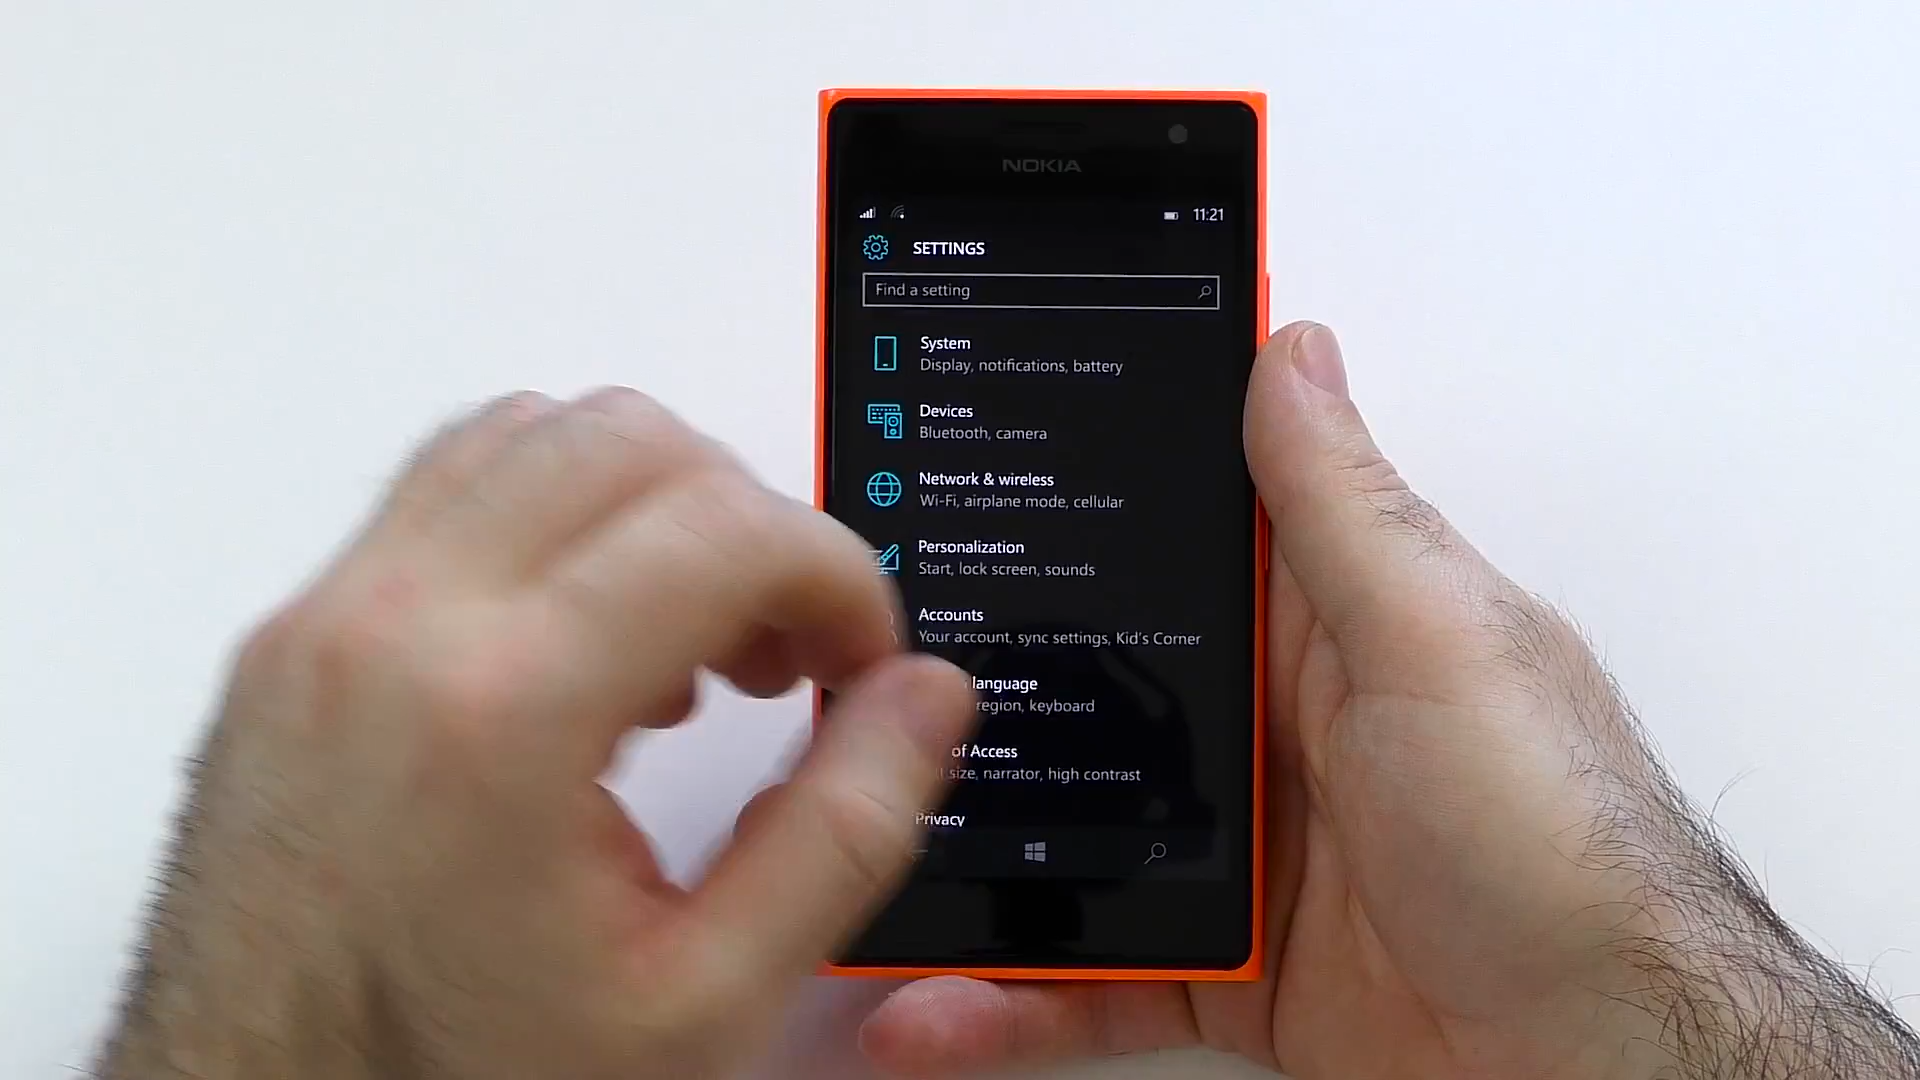 NOKIA
11:21
SETTINGS
Find a setting
System
Display, notifications, battery
Devices
Bluetooth, camera
Network & wireless
Wi-Fi, airplane mode, cellular
Personalization
Start, lock screen, sounds
Accounts
Your account, sync settings, Kid's Corner
language
region, keyboard
of Access
size, narrator, high contrast
Privacy